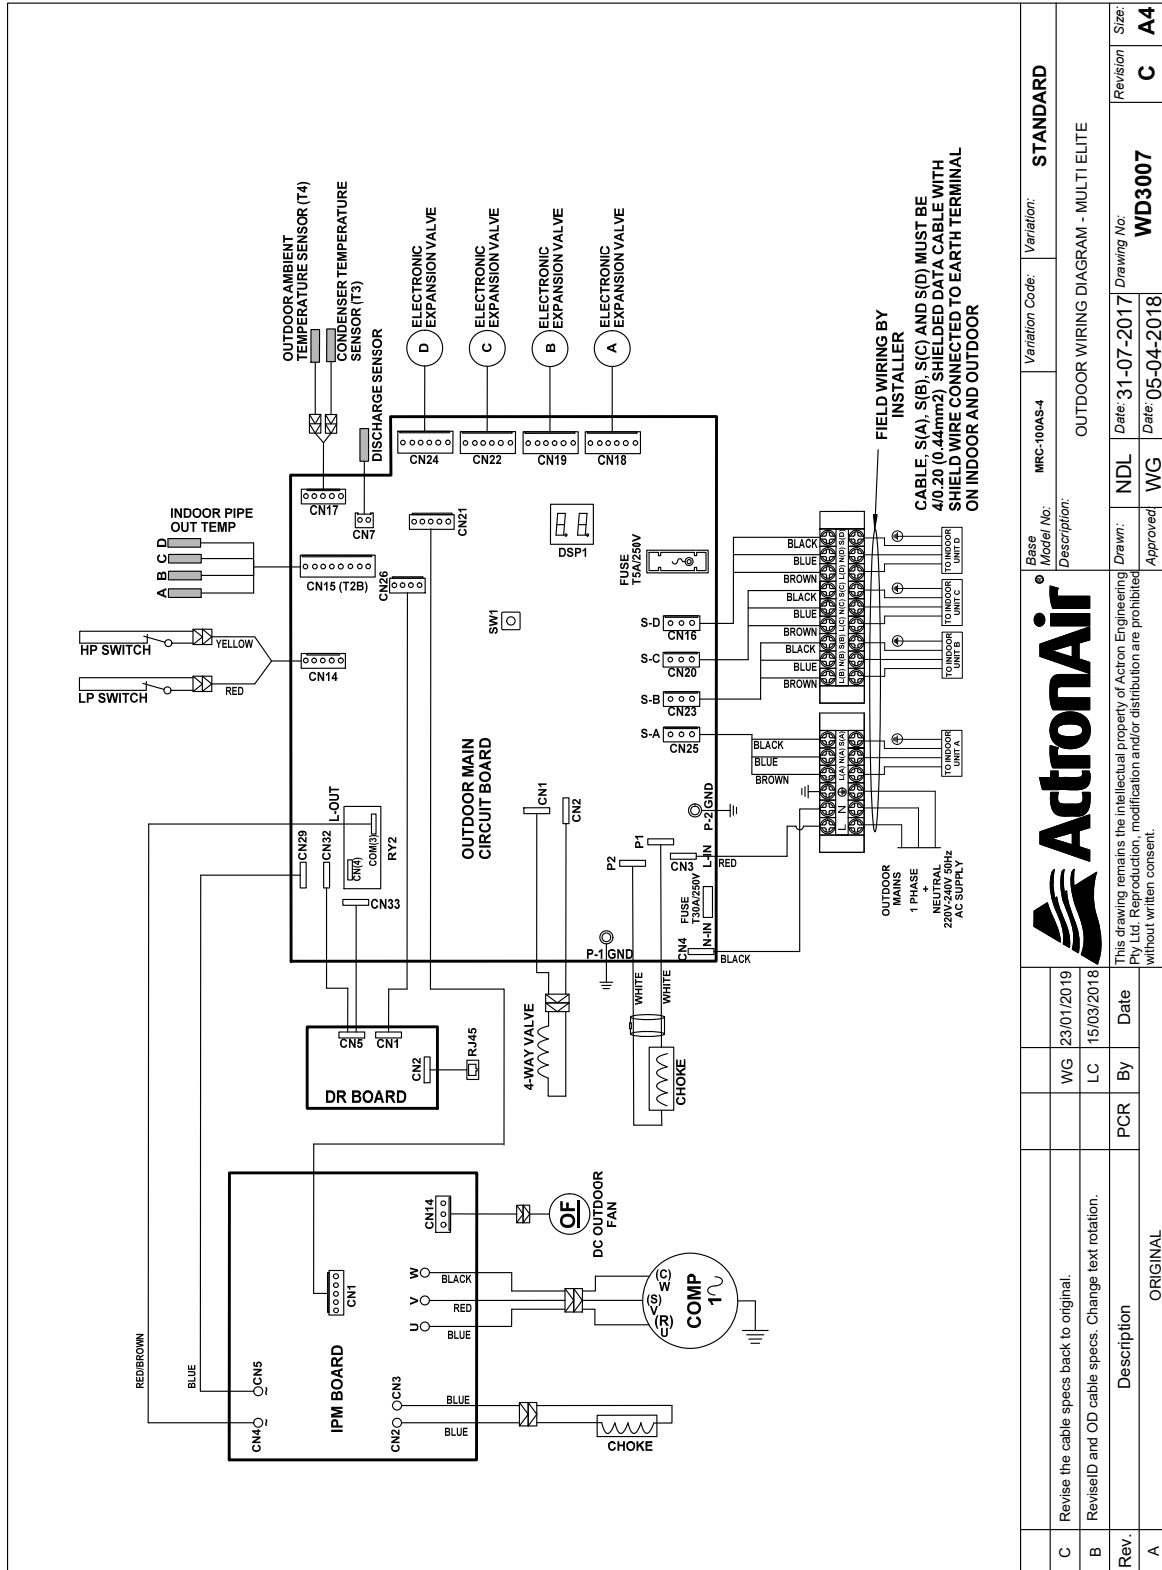 OUTDOOR AMBIENT
TEMPERATURE SENSOR (T4)
CONDENSER TEMPERATURE
SENSOR (T3)
DISCHARGE SENSOR
INDOOR PIPE
OUT TEMP
A
B
C
D
HP SWITCH
YELLOW
LP SWITCH
RED
CN14
CN15 (T2B)
CN17
CN7
CN26
CN21
CN24
CN22
CN19
CN18
D
ELECTRONIC
EXPANSION VALVE
C
ELECTRONIC
EXPANSION VALVE
B
ELECTRONIC
EXPANSION VALVE
A
ELECTRONIC
EXPANSION VALVE
SW1
DSP1
FUSE
T5A/250V
OUTDOOR MAIN
CIRCUIT BOARD
S-D
CN16
S-C
CN20
S-B
CN23
S-A
CN25
CN29
CN32
L-OUT
CN(4)
COM(3)
RY2
CN33
CN1
CN2
P-1 GND
P-2 GND
P2
P1
CN3
L-IN
RED
FUSE
T30A/250V
CN4
N-IN
BLACK
WHITE
WHITE
CHOKE
4-WAY VALVE
BLACK
BLUE
BROWN
BLACK
BLUE
BROWN
BLACK
BLUE
BROWN
BLACK
BLUE
BROWN
L(B) N(B) S(B) L(C) N(C) S(C) L(D) N(D) S(D)
L N L(A) N(A) S(A)
TO INDOOR
UNIT D
TO INDOOR
UNIT C
TO INDOOR
UNIT B
TO INDOOR
UNIT A
OUTDOOR
MAINS
1 PHASE
+
NEUTRAL
220V-240V 50Hz
AC SUPPLY
FIELD WIRING BY
INSTALLER
CABLE, S(A), S(B), S(C) AND S(D) MUST BE
4/0.20 (0.44mm2) SHIELDED DATA CABLE WITH
SHIELD WIRE CONNECTED TO EARTH TERMINAL
ON INDOOR AND OUTDOOR
CN5
CN1
CN2
RJ45
DR BOARD
RED/BROWN
BLUE
CN4
CN5
IPM BOARD
CN1
CN14
OF
DC OUTDOOR
FAN
W
V
U
BLACK
RED
BLUE
(C)
W
(S)
V
(R)
U
COMP
1
CN2
CN3
BLUE
BLUE
CHOKE
C
Revise the cable specs back to original.
WG
23/01/2019
B
ReviseID and OD cable specs. Change text rotation.
LC
15/03/2018
Rev.
Description
PCR
By
Date
A
ORIGINAL
ActronAir®
This drawing remains the intellectual property of Actron Engineering
Pty Ltd. Reproduction, modification and/or distribution are prohibited
without written consent.
Base
Model No:
MRC-100AS-4
Variation Code:
Variation:
STANDARD
Description:
OUTDOOR WIRING DIAGRAM - MULTI ELITE
Drawn:
NDL
Date: 31-07-2017
Approved:
WG
Date: 05-04-2018
Drawing No:
WD3007
Revision
C
Size:
A4